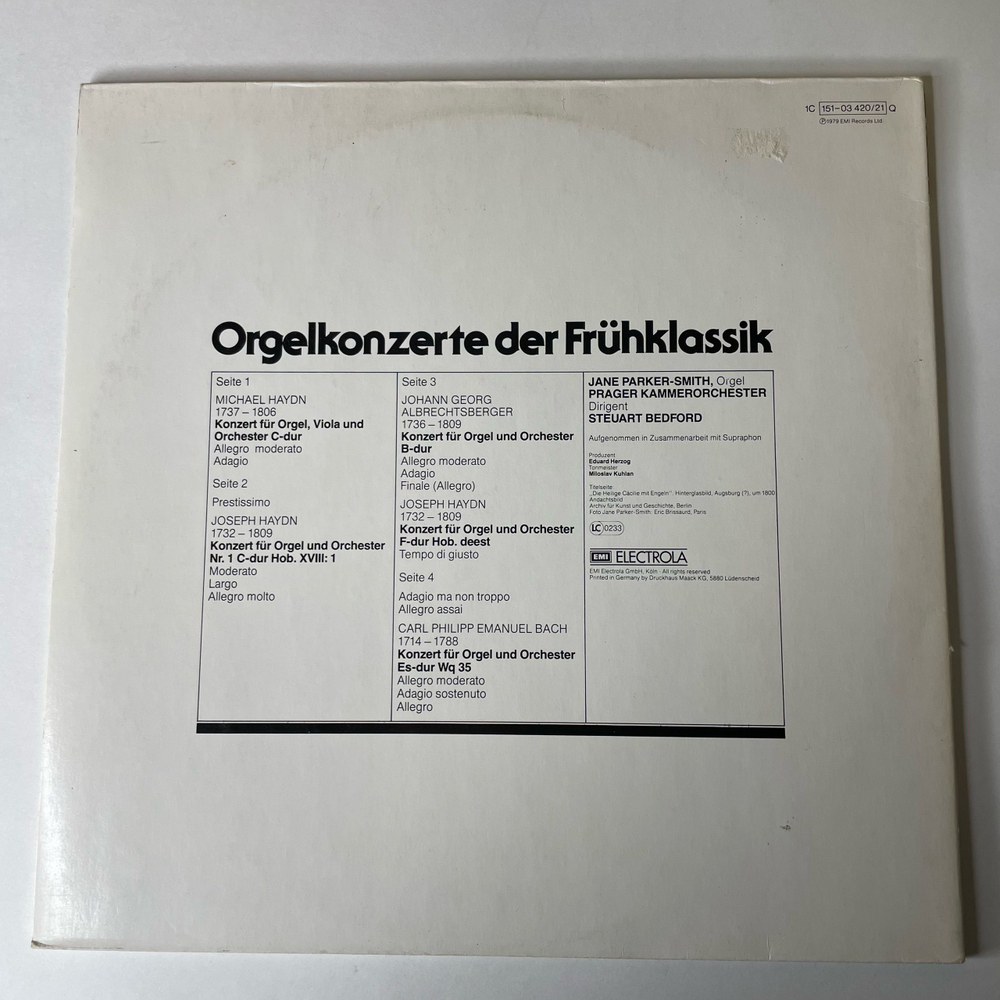 1C 151-03 420/21 Q
Ⓟ1979 EMI Records Ltd.
Orgelkonzerte der Frühklassik
Seite 1
MICHAEL HAYDN
1737 – 1806
Konzert für Orgel, Viola und
Orchester C-dur
Allegro moderato
Adagio
Seite 2
Prestissimo
JOSEPH HAYDN
1732 – 1809
Konzert für Orgel und Orchester
Nr. 1 C-dur Hob. XVIII: 1
Moderato
Largo
Allegro molto
Seite 3
JOHANN GEORG
ALBRECHTSBERGER
1736 – 1809
Konzert für Orgel und Orchester
B-dur
Allegro moderato
Adagio
Finale (Allegro)
JOSEPH HAYDN
1732 – 1809
Konzert für Orgel und Orchester
F-dur Hob. deest
Tempo di giusto
Seite 4
Adagio ma non troppo
Allegro assai
CARL PHILIPP EMANUEL BACH
1714 – 1788
Konzert für Orgel und Orchester
Es-dur Wq 35
Allegro moderato
Adagio sostenuto
Allegro
JANE PARKER-SMITH, Orgel
PRAGER KAMMERORCHESTER
Dirigent
STEUART BEDFORD
Aufgenommen in Zusammenarbeit mit Supraphon
Produzent
Eduard Herzog
Tonmeister
Miloslav Kuhlan
Titelseite:
„Die Heilige Cäcilie mit Engeln“. Hinterglasbild, Augsburg (?), um 1800
Andachtsbild
Archiv für Kunst und Geschichte, Berlin
Foto Jane Parker-Smith: Eric Brissaurd, Paris
LC 0233
EMI ELECTROLA
EMI Electrola GmbH, Köln · All rights reserved
Printed in Germany by Druckhaus Maack KG, 5880 Lüdenscheid